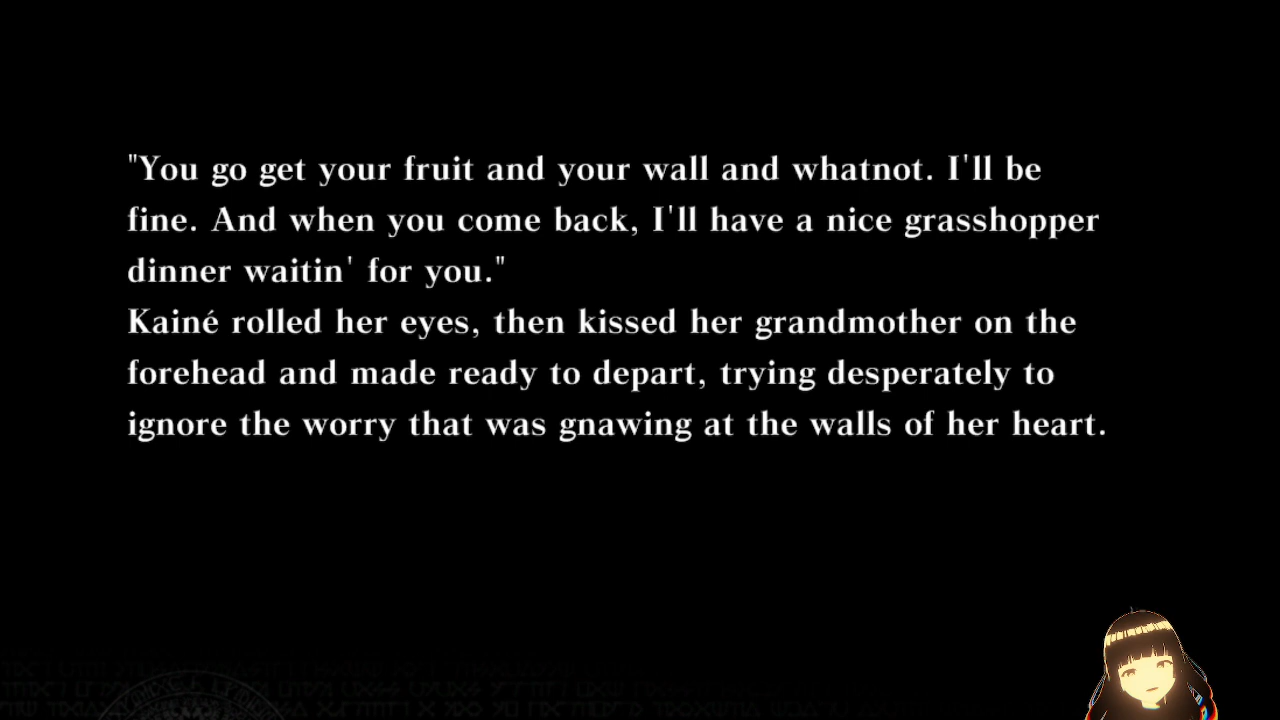 "You go get your fruit and your wall and whatnot. I'll be
fine. And when you come back, I'll have a nice grasshopper
dinner waitin' for you."
Kainé rolled her eyes, then kissed her grandmother on the
forehead and made ready to depart, trying desperately to
ignore the worry that was gnawing at the walls of her heart.